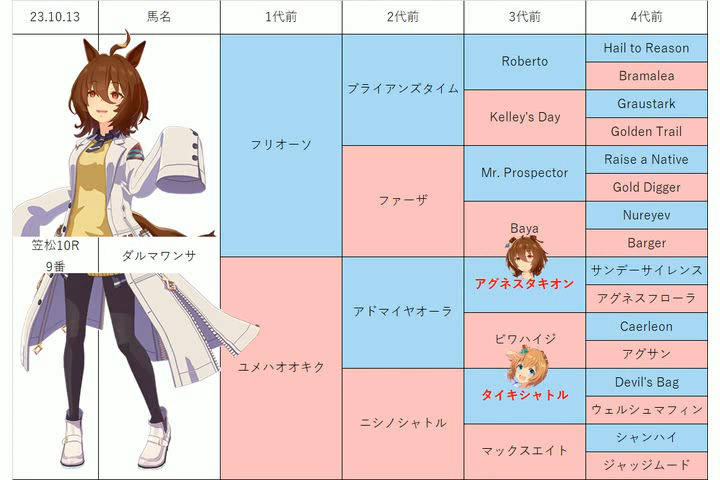 23.10.13
馬名
1代前
2代前
3代前
4代前
笠松10R
9番
ダルマワンサ
フリオーソ
ブライアンズタイム
Roberto
Hail to Reason
Bramalea
Kelley's Day
Graustark
Golden Trail
ファーザ
Mr. Prospector
Raise a Native
Gold Digger
Baya
Nureyev
Barger
ユメハオオキク
アドマイヤオーラ
アグネスタキオン
サンデーサイレンス
アグネスフローラ
ビワハイジ
Caerleon
アグサン
ニシノシャトル
タイキシャトル
Devil's Bag
ウェルシュマフィン
マックスエイト
シャンハイ
ジャッジムード